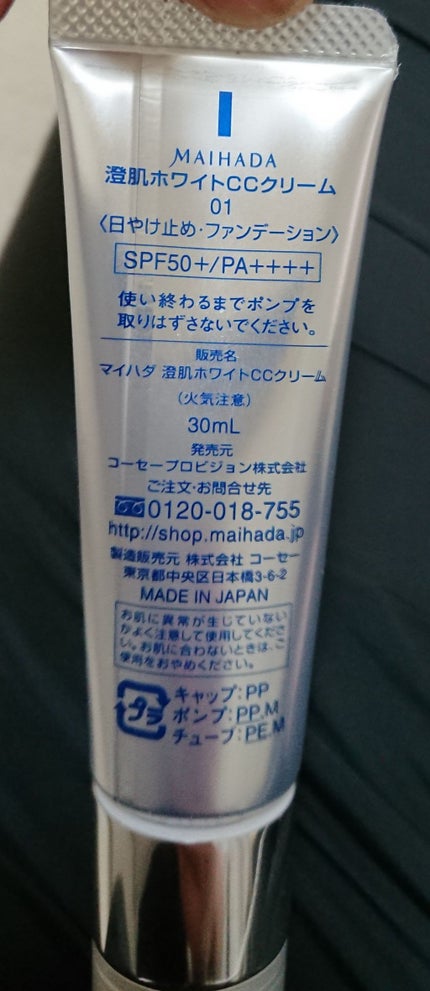 MAIHADA
澄肌ホワイトCCクリーム
01
〈日やけ止め・ファンデーション〉
SPF50+/PA++++
使い終わるまでポンプを
取りはずさないでください。
販売名
マイハダ 澄肌ホワイトCCクリーム
(火気注意)
30mL
発売元
コーセープロビジョン株式会社
ご注文・お問合せ先
0120-018-755
http://shop.maihada.jp
製造販売元 株式会社 コーセー
東京都中央区日本橋3-6-2
MADE IN JAPAN
お肌に異常が生じていない
かよく注意して使用してくださ
い。お肌に合わないときは、ご
使用をおやめください。
プラ
キャップ:PP
ポンプ:PP,M
チューブ:PE,M